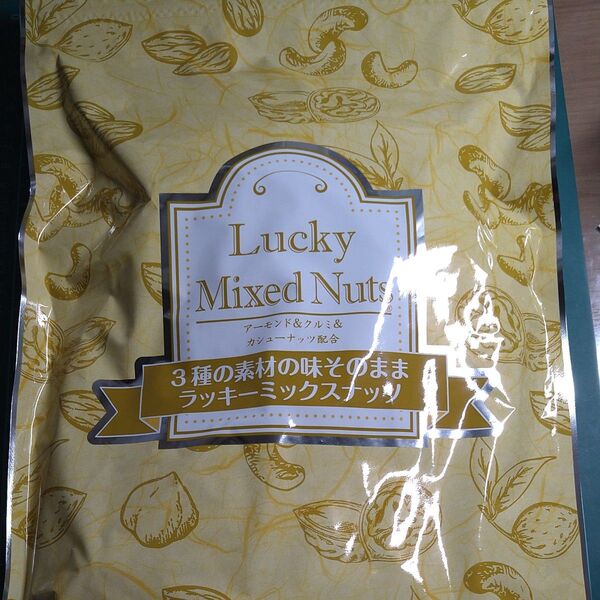 Lucky
Mixed Nuts
アーモンド&クルミ&
カシューナッツ配合
3種の素材の味そのまま
ラッキーミックスナッツ